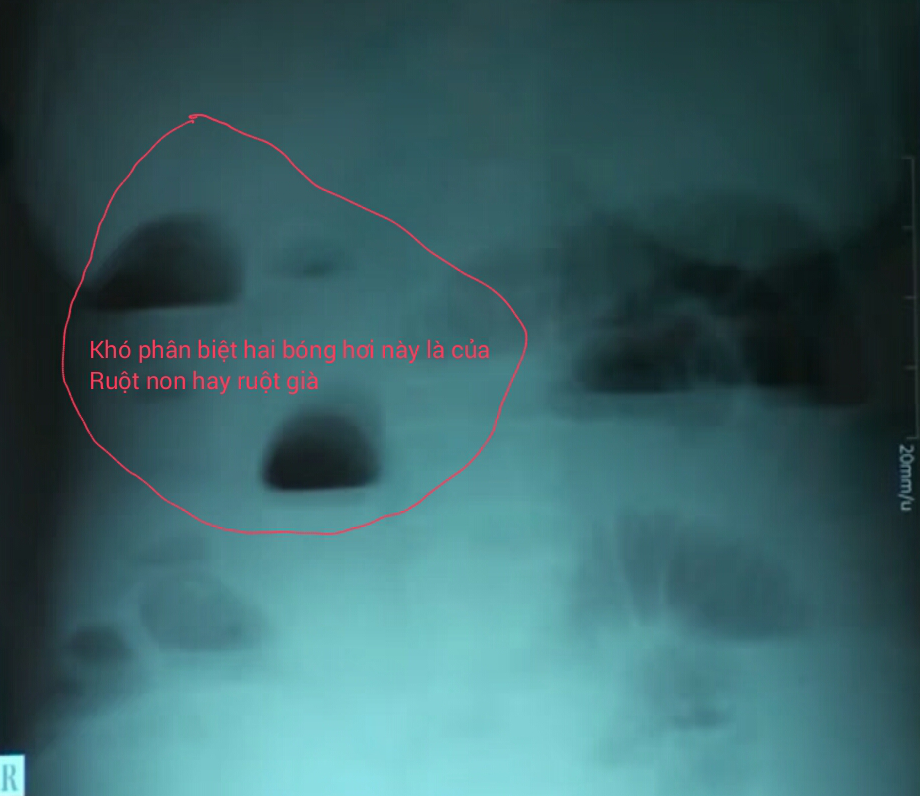 Khó phân biệt hai bóng hơi này là của
Ruột non hay ruột già
20mm/u
R